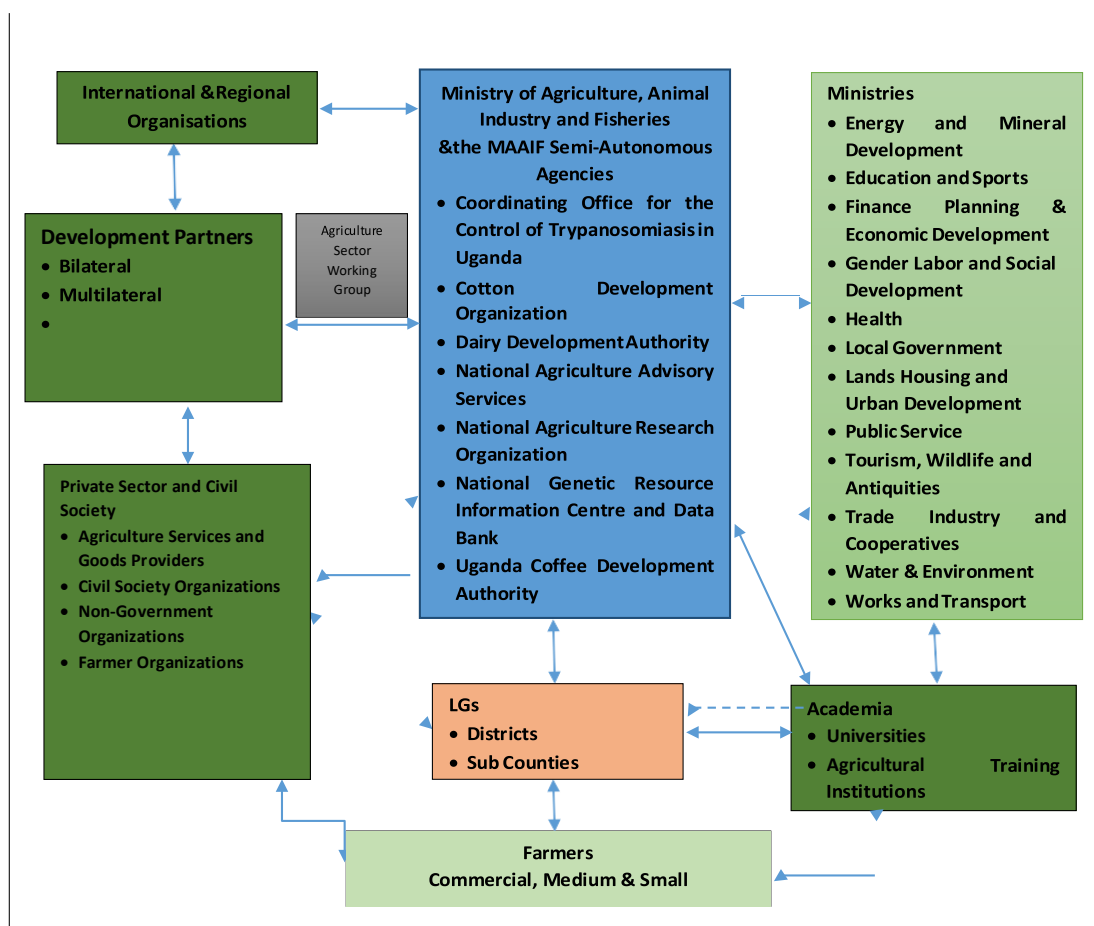 International &Regional
Organisations
Development Partners
• Bilateral
• Multilateral
•
Agriculture
Sector
Working
Group
Private Sector and Civil
Society
• Agriculture Services and
Goods Providers
• Civil Society Organizations
• Non-Government
Organizations
• Farmer Organizations
Ministry of Agriculture, Animal
Industry and Fisheries
&the MAAIF Semi-Autonomous
Agencies
• Coordinating Office for the
Control of Trypanosomiasis in
Uganda
• Cotton Development
Organization
• Dairy Development Authority
• National Agriculture Advisory
Services
• National Agriculture Research
Organization
• National Genetic Resource
Information Centre and Data
Bank
• Uganda Coffee Development
Authority
Ministries
• Energy and Mineral
Development
• Education and Sports
• Finance Planning &
Economic Development
• Gender Labor and Social
Development
• Health
• Local Government
• Lands Housing and
Urban Development
• Public Service
• Tourism, Wildlife and
Antiquities
• Trade Industry and
Cooperatives
• Water & Environment
• Works and Transport
LGs
• Districts
• Sub Counties
Academia
• Universities
• Agricultural Training
Institutions
Farmers
Commercial, Medium & Small